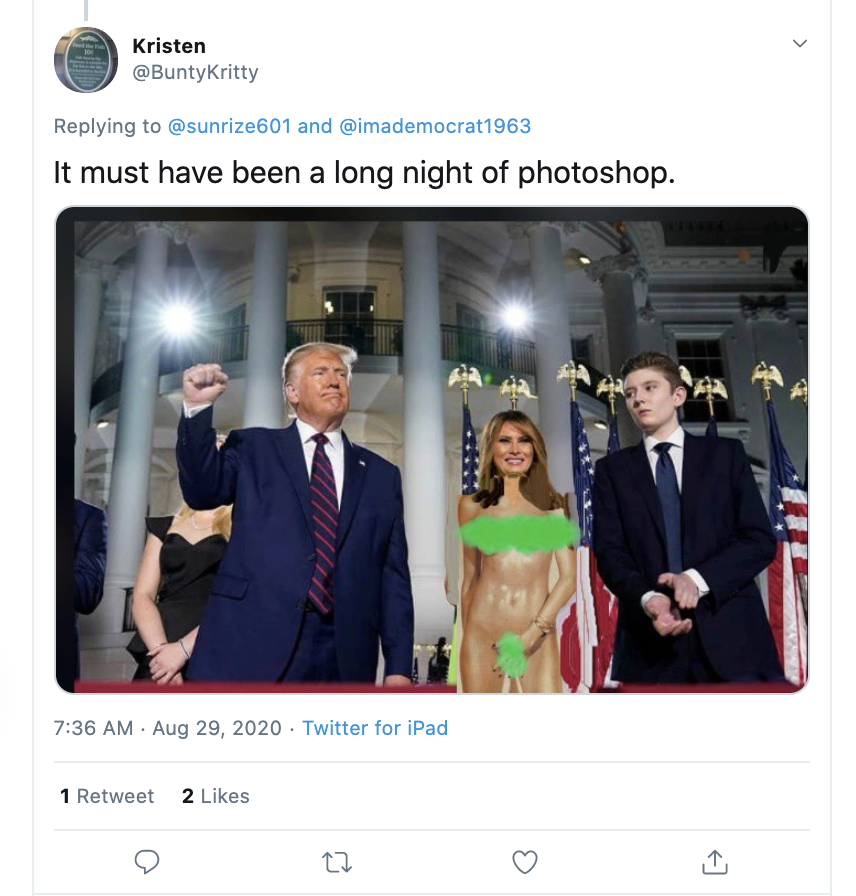 Kristen
@BuntyKritty
Replying to @sunrize601 and @imademocrat1963
It must have been a long night of photoshop.
7:36 AM · Aug 29, 2020 · Twitter for iPad
1 Retweet 2 Likes